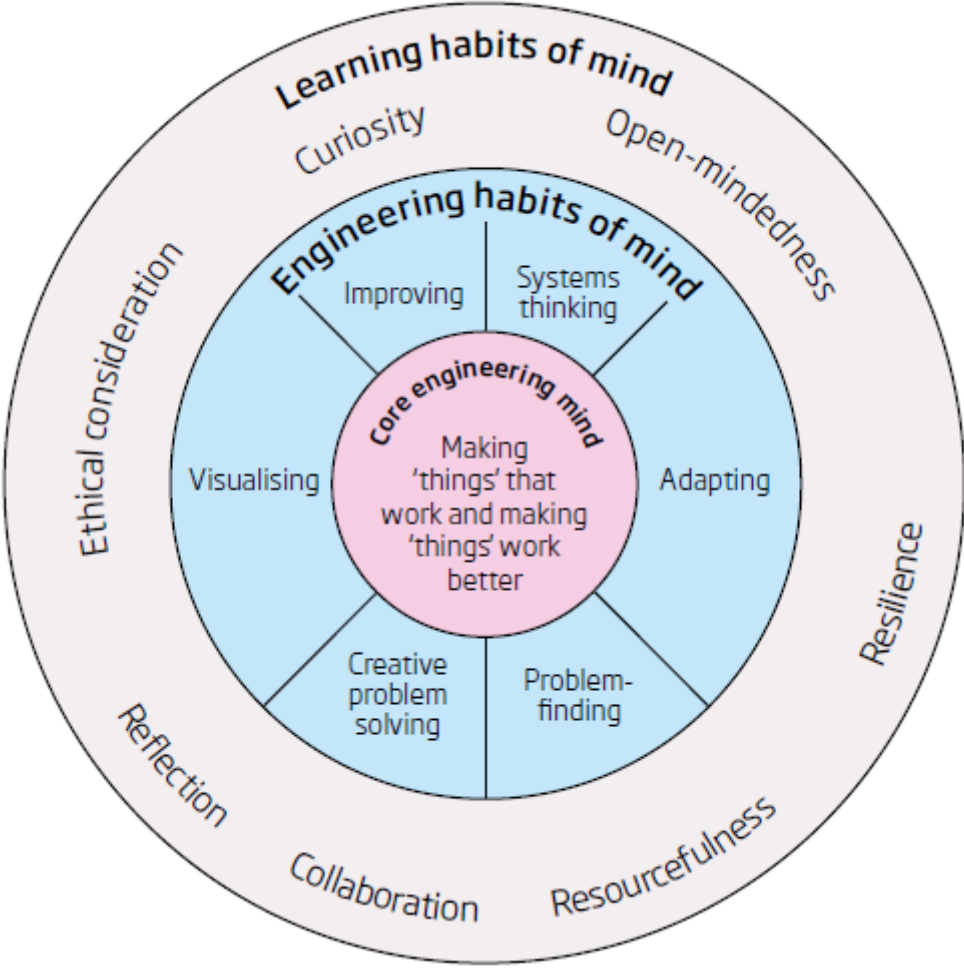 Learning habits of mind
Curiosity
Open-mindedness
Ethical consideration
Resilience
Reflection
Collaboration
Resourcefulness
Engineering habits of mind
Improving
Systems
thinking
Visualising
Adapting
Creative
problem
solving
Problem-
finding
Core engineering mind
Making
‘things’ that
work and making
‘things’ work
better